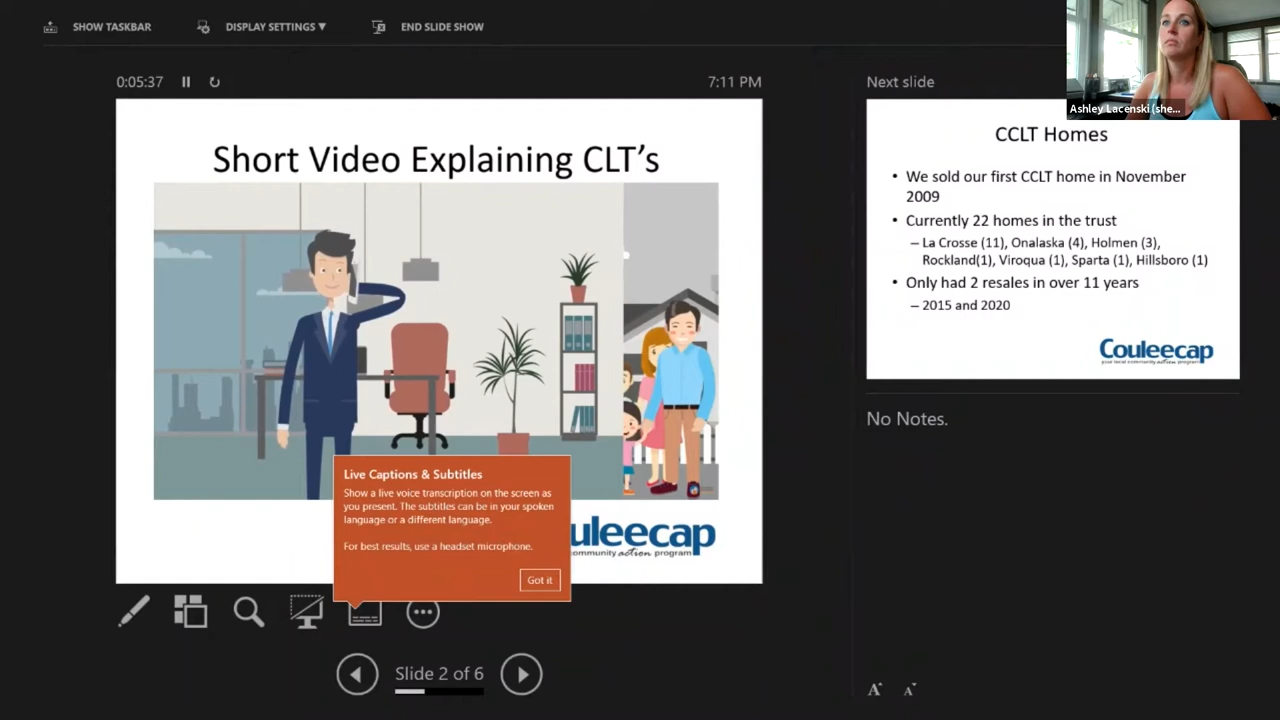 SHOW TASKBAR
DISPLAY SETTINGS ▼
END SLIDE SHOW
0:05:37
7:11 PM
Short Video Explaining CLT's
Live Captions & Subtitles
Show a live voice transcription on the screen as
you present. The subtitles can be in your spoken
language or a different language.
For best results, use a headset microphone.
Got it
uleecap
community action program
Slide 2 of 6
Next slide
Ashley Lacenski (she...
CCLT Homes
• We sold our first CCLT home in November
2009
• Currently 22 homes in the trust
– La Crosse (11), Onalaska (4), Holmen (3),
Rockland(1), Viroqua (1), Sparta (1), Hillsboro (1)
• Only had 2 resales in over 11 years
– 2015 and 2020
Couleecap
your local community action program
No Notes.
A A